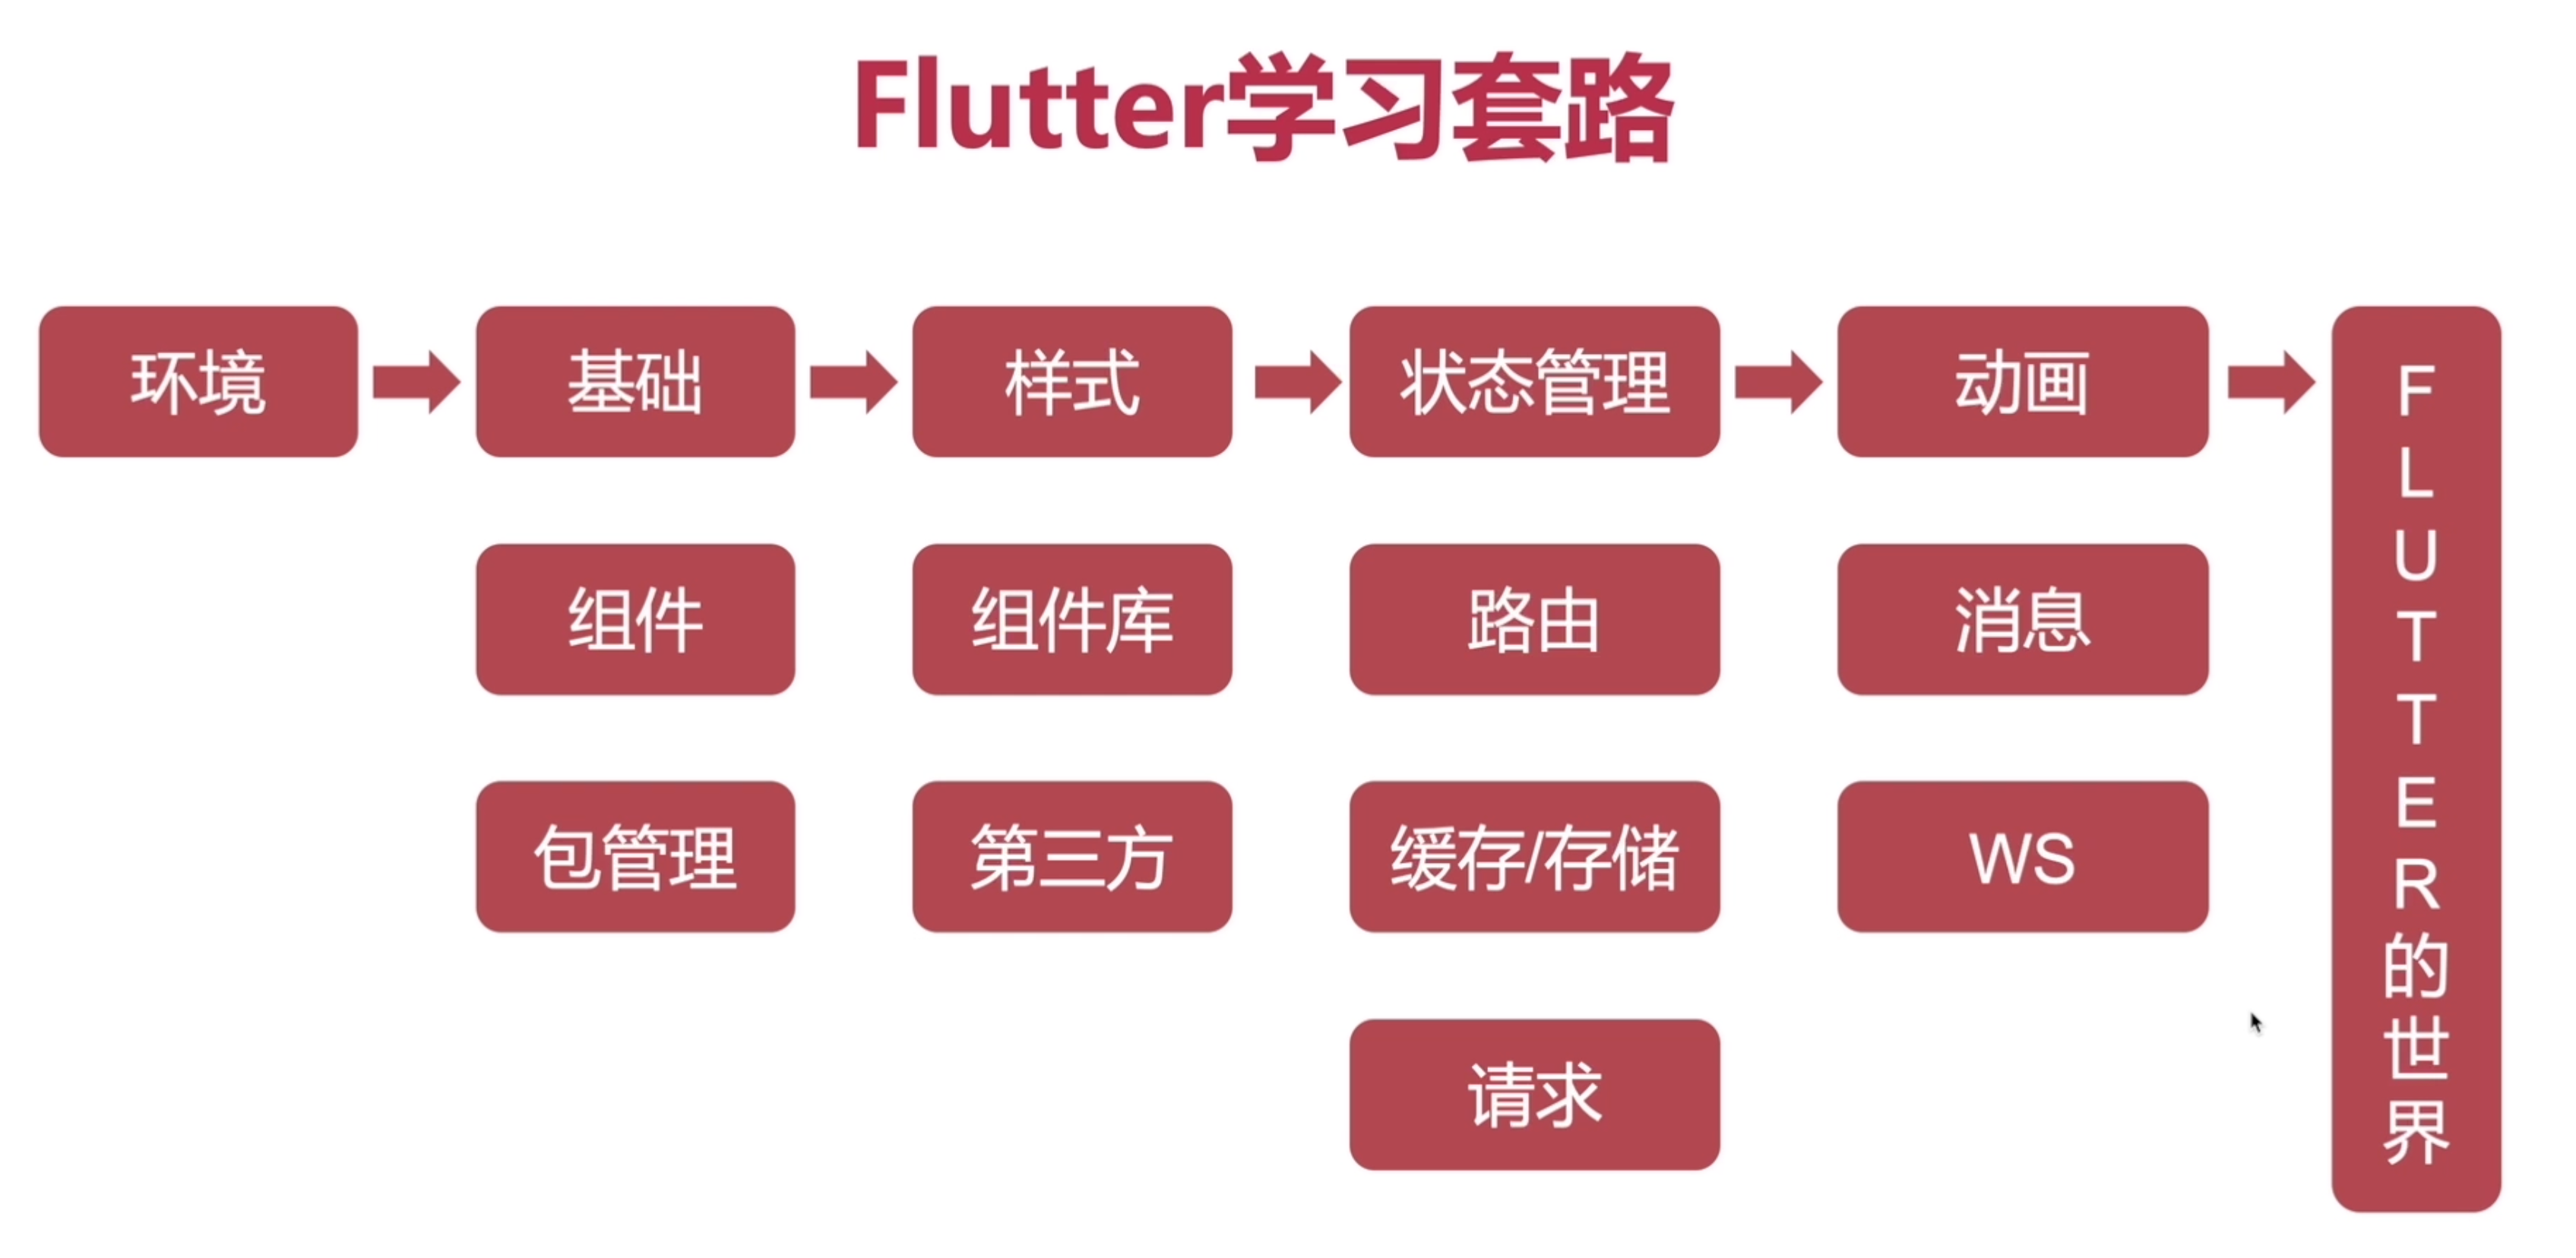 Flutter学习套路
环境
基础
样式
状态管理
动画
组件
组件库
路由
消息
包管理
第三方
缓存/存储
WS
请求
FLUTTER的世界